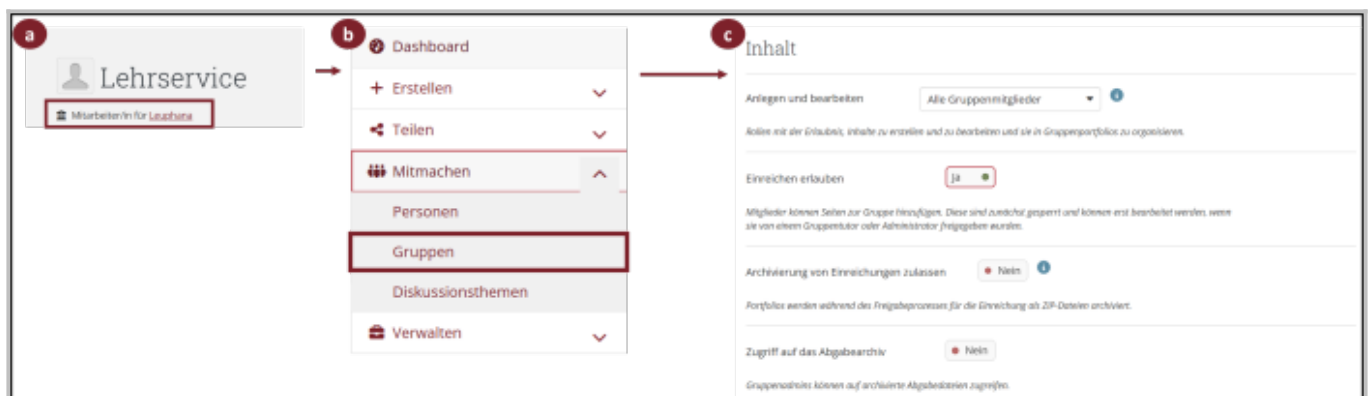 a
Lehrservice
Mitarbeiter/in für Leuphana
b
Dashboard
Erstellen
Teilen
Mitmachen
Personen
Gruppen
Diskussionsthemen
Verwalten
c
Inhalt
Anlegen und bearbeiten Alle Gruppenmitglieder
Rollen mit der Erlaubnis, Inhalte zu erstellen und zu bearbeiten und sie in Gruppenportfolios zu organisieren.
Einreichen erlauben Ja
Mitglieder können Seiten zur Gruppe hinzufügen. Diese sind zunächst gesperrt und können erst bearbeitet werden, wenn
sie von einem Gruppentutor oder Administrator freigegeben wurden.
Archivierung von Einreichungen zulassen Nein
Portfolios werden während des Freigabeprozesses für die Einreichung als ZIP-Dateien archiviert.
Zugriff auf das Abgabearchiv Nein
Gruppenadmins können auf archivierte Abgabedateien zugreifen.